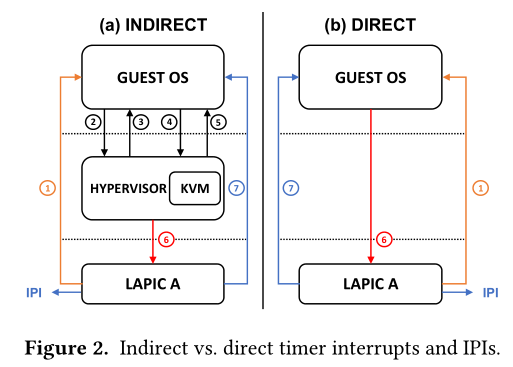 (a) INDIRECT
GUEST OS
2 3 4 5
1
HYPERVISOR KVM
7
6
IPI
LAPIC A
(b) DIRECT
GUEST OS
7
1
6
LAPIC A
IPI
Figure 2. Indirect vs. direct timer interrupts and IPIs.